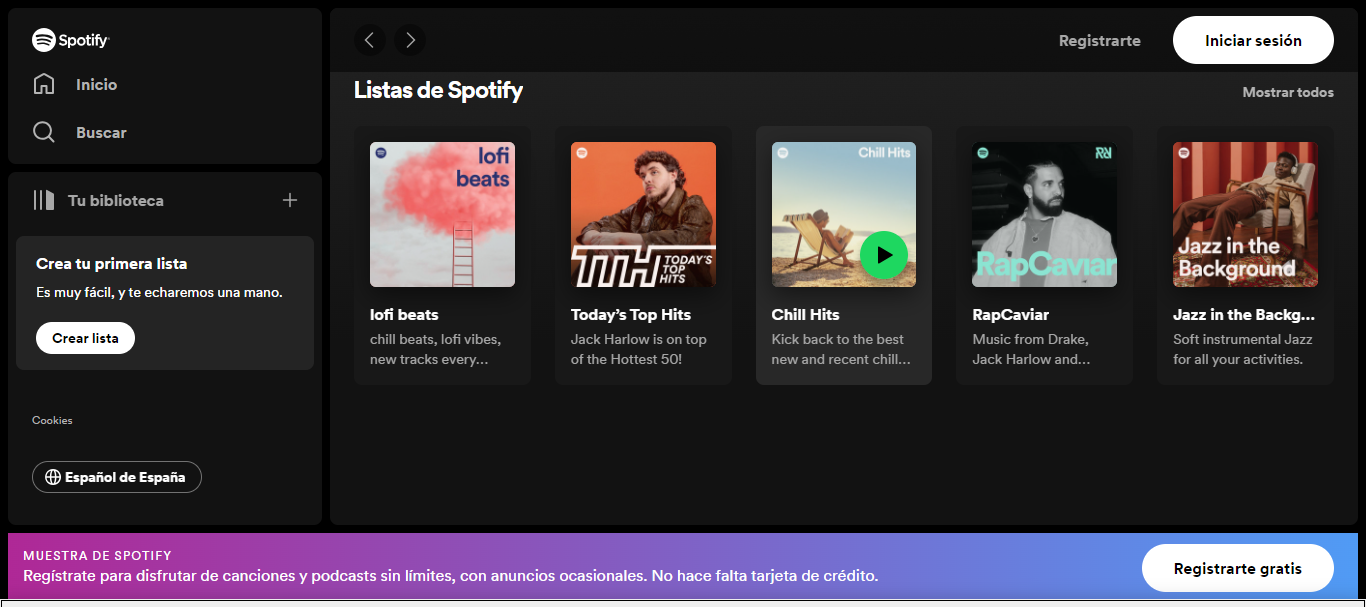 Spotify
Inicio
Buscar
Tu biblioteca
Crea tu primera lista
Es muy fácil, y te echaremos una mano.
Crear lista
Cookies
Español de España
Registrarte
Iniciar sesión
Listas de Spotify
Mostrar todos
lofi
beats
lofi beats
chill beats, lofi vibes,
new tracks every...
TTH TODAY'S
TOP
HITS
Today's Top Hits
Jack Harlow is on top
of the Hottest 50!
Chill Hits
Chill Hits
Kick back to the best
new and recent chill...
RapCaviar
RapCaviar
Music from Drake,
Jack Harlow and...
Jazz in the
Background
Jazz in the Backg...
Soft instrumental Jazz
for all your activities.
MUESTRA DE SPOTIFY
Regístrate para disfrutar de canciones y podcasts sin límites, con anuncios ocasionales. No hace falta tarjeta de crédito.
Registrarte gratis